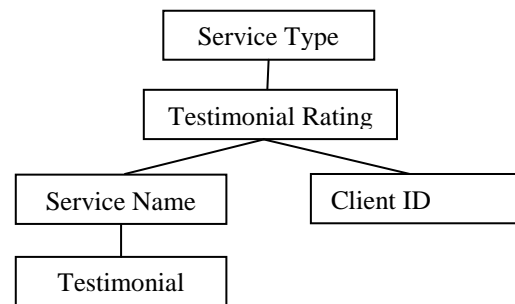 Service Type
Testimonial Rating
Service Name
Client ID
Testimonial